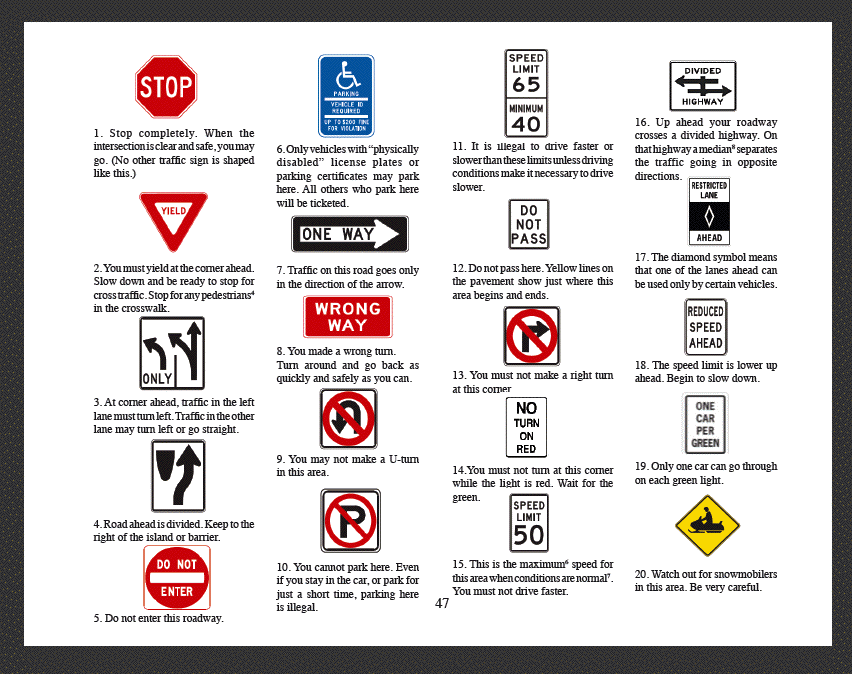 STOP
1. Stop completely. When the
intersection is clear and safe, you may
go. (No other traffic sign is shaped
like this.)
YIELD
2. You must yield at the corner ahead.
Slow down and be ready to stop for
cross traffic. Stop for any pedestrians⁴
in the crosswalk.
ONLY
3. At corner ahead, traffic in the left
lane must turn left. Traffic in the other
lane may turn left or go straight.
4. Road ahead is divided. Keep to the
right of the island or barrier.
DO NOT
ENTER
5. Do not enter this roadway.
PARKING
VEHICLE ID
REQUIRED
UP TO $200 FINE
FOR VIOLATION
6. Only vehicles with “physically
disabled” license plates or
parking certificates may park
here. All others who park here
will be ticketed.
ONE WAY
7. Traffic on this road goes only
in the direction of the arrow.
WRONG
WAY
8. You made a wrong turn.
Turn around and go back as
quickly and safely as you can.
9. You may not make a U-turn
in this area.
P
10. You cannot park here. Even
if you stay in the car, or park for
just a short time, parking here
is illegal.
SPEED
LIMIT
65
MINIMUM
40
11. It is illegal to drive faster or
slower than these limits unless driving
conditions make it necessary to drive
slower.
DO
NOT
PASS
12. Do not pass here. Yellow lines on
the pavement show just where this
area begins and ends.
13. You must not make a right turn
at this corner
NO
TURN
ON
RED
14.You must not turn at this corner
while the light is red. Wait for the
green.
SPEED
LIMIT
50
15. This is the maximum⁶ speed for
this area when conditions are normal⁷.
You must not drive faster.
DIVIDED
HIGHWAY
16. Up ahead your roadway
crosses a divided highway. On
that highway a median⁸ separates
the traffic going in opposite
directions.
RESTRICTED
LANE
AHEAD
17. The diamond symbol means
that one of the lanes ahead can
be used only by certain vehicles.
REDUCED
SPEED
AHEAD
18. The speed limit is lower up
ahead. Begin to slow down.
ONE
CAR
PER
GREEN
19. Only one car can go through
on each green light.
20. Watch out for snowmobilers
in this area. Be very careful.
47